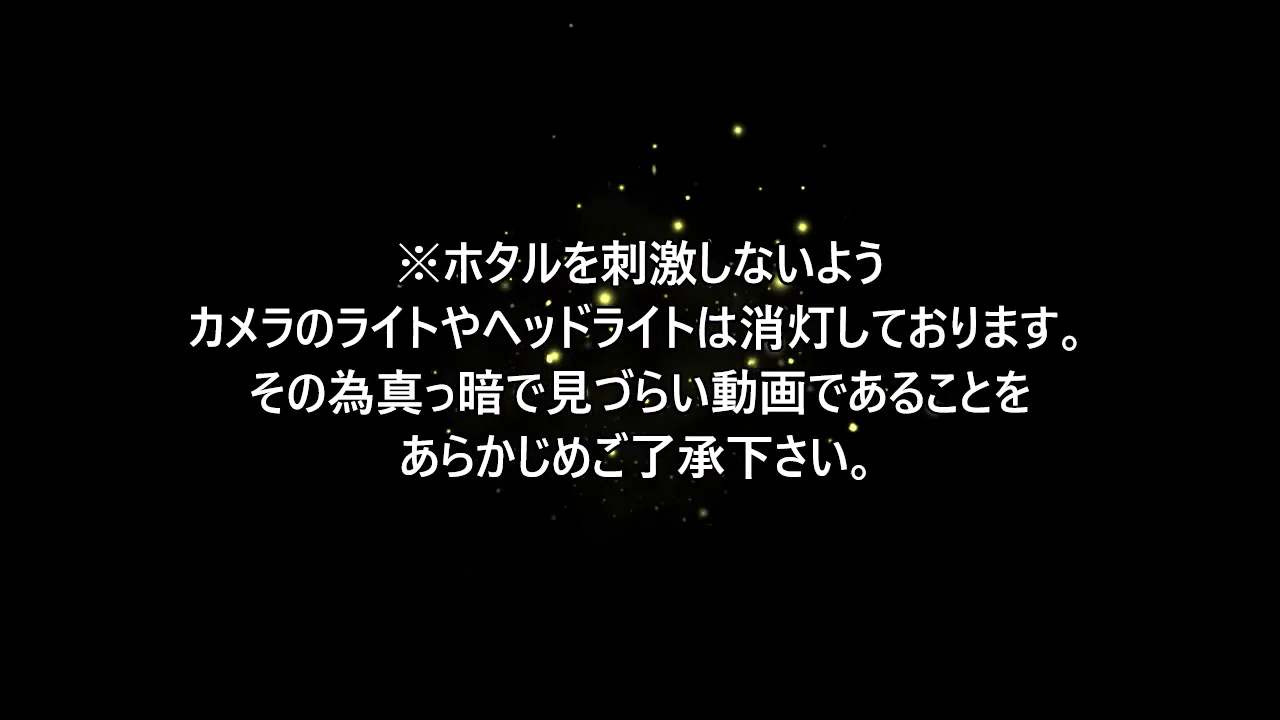 ※ホタルを刺激しないよう
カメラのライトやヘッドライトは消灯しております。
その為真っ暗で見づらい動画であることを
あらかじめご了承下さい。